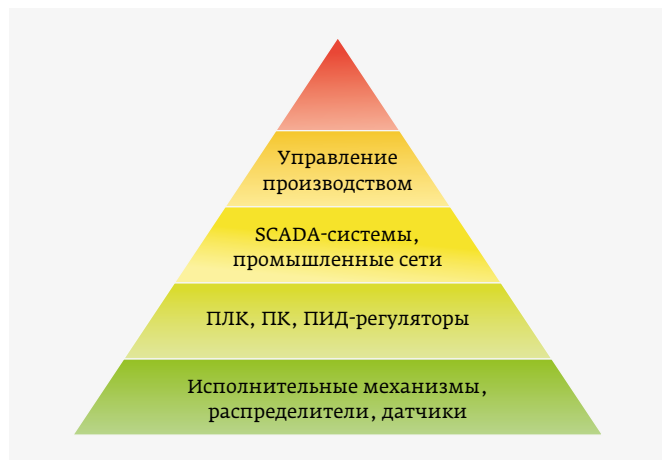 Управление
производством
SCADA-системы,
промышленные сети
ПЛК, ПК, ПИД-регуляторы
Исполнительные механизмы,
распределители, датчики